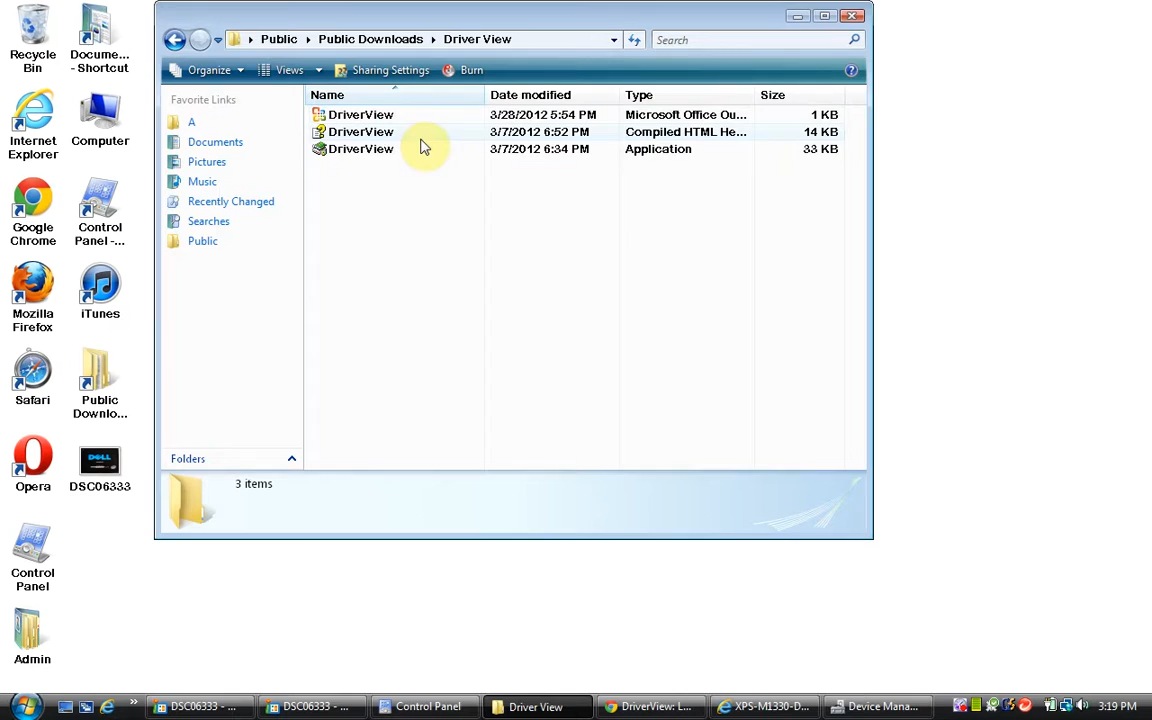 Recycle Bin
Docume... - Shortcut
Internet Explorer
Computer
Google Chrome
Control Panel -...
Mozilla Firefox
iTunes
Safari
Public Downlo...
Opera
DELL
DSC06333
Control Panel
Admin
Public Public Downloads Driver View
Search
Organize Views Sharing Settings Burn
Favorite Links
A
Documents
Pictures
Music
Recently Changed
Searches
Public
Folders
Name Date modified Type Size
DriverView 3/28/2012 5:54 PM Microsoft Office Ou... 1 KB
DriverView 3/7/2012 6:52 PM Compiled HTML He... 14 KB
DriverView 3/7/2012 6:34 PM Application 33 KB
3 items
DSC06333 - ... DSC06333 - ... Control Panel Driver View DriverView: L... XPS-M1330-D... Device Mana... 3:19 PM